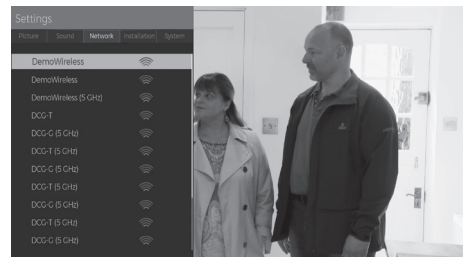 Settings
Picture Sound Network Installation System
DemoWireless
DemoWireless
DemoWireless (5 GHz)
DCG-T
DCG-G (5 GHz)
DCG-T (5 GHz)
DCG-G (5 GHz)
DCG-T (5 GHz)
DCG-G (5 GHz)
DCG-T (5 GHz)
DCG-G (5 GHz)